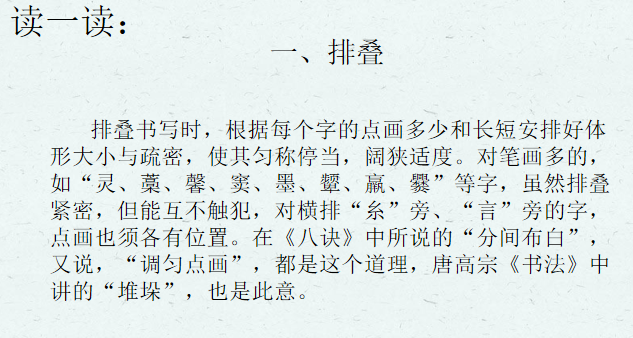 读一读：
一、排叠
排叠书写时，根据每个字的点画多少和长短安排好体
形大小与疏密，使其匀称停当，阔狭适度。对笔画多的，
如“灵、藁、馨、窦、墨、颦、赢、爨”等字，虽然排叠
紧密，但能互不触犯，对横排“糸”旁、“言”旁的字，
点画也须各有位置。在《八诀》中所说的“分间布白”，
又说，“调匀点画”，都是这个道理，唐高宗《书法》中
讲的“堆垛”，也是此意。